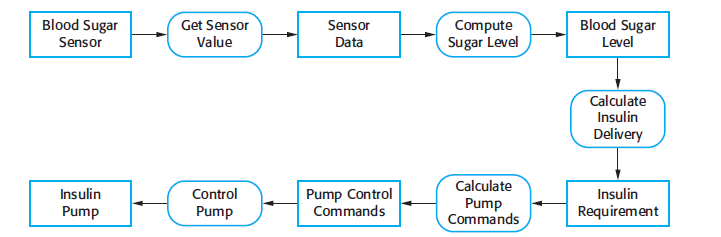 Blood Sugar
Sensor
Get Sensor
Value
Sensor
Data
Compute
Sugar Level
Blood Sugar
Level
Calculate
Insulin
Delivery
Insulin
Pump
Control
Pump
Pump Control
Commands
Calculate
Pump
Commands
Insulin
Requirement